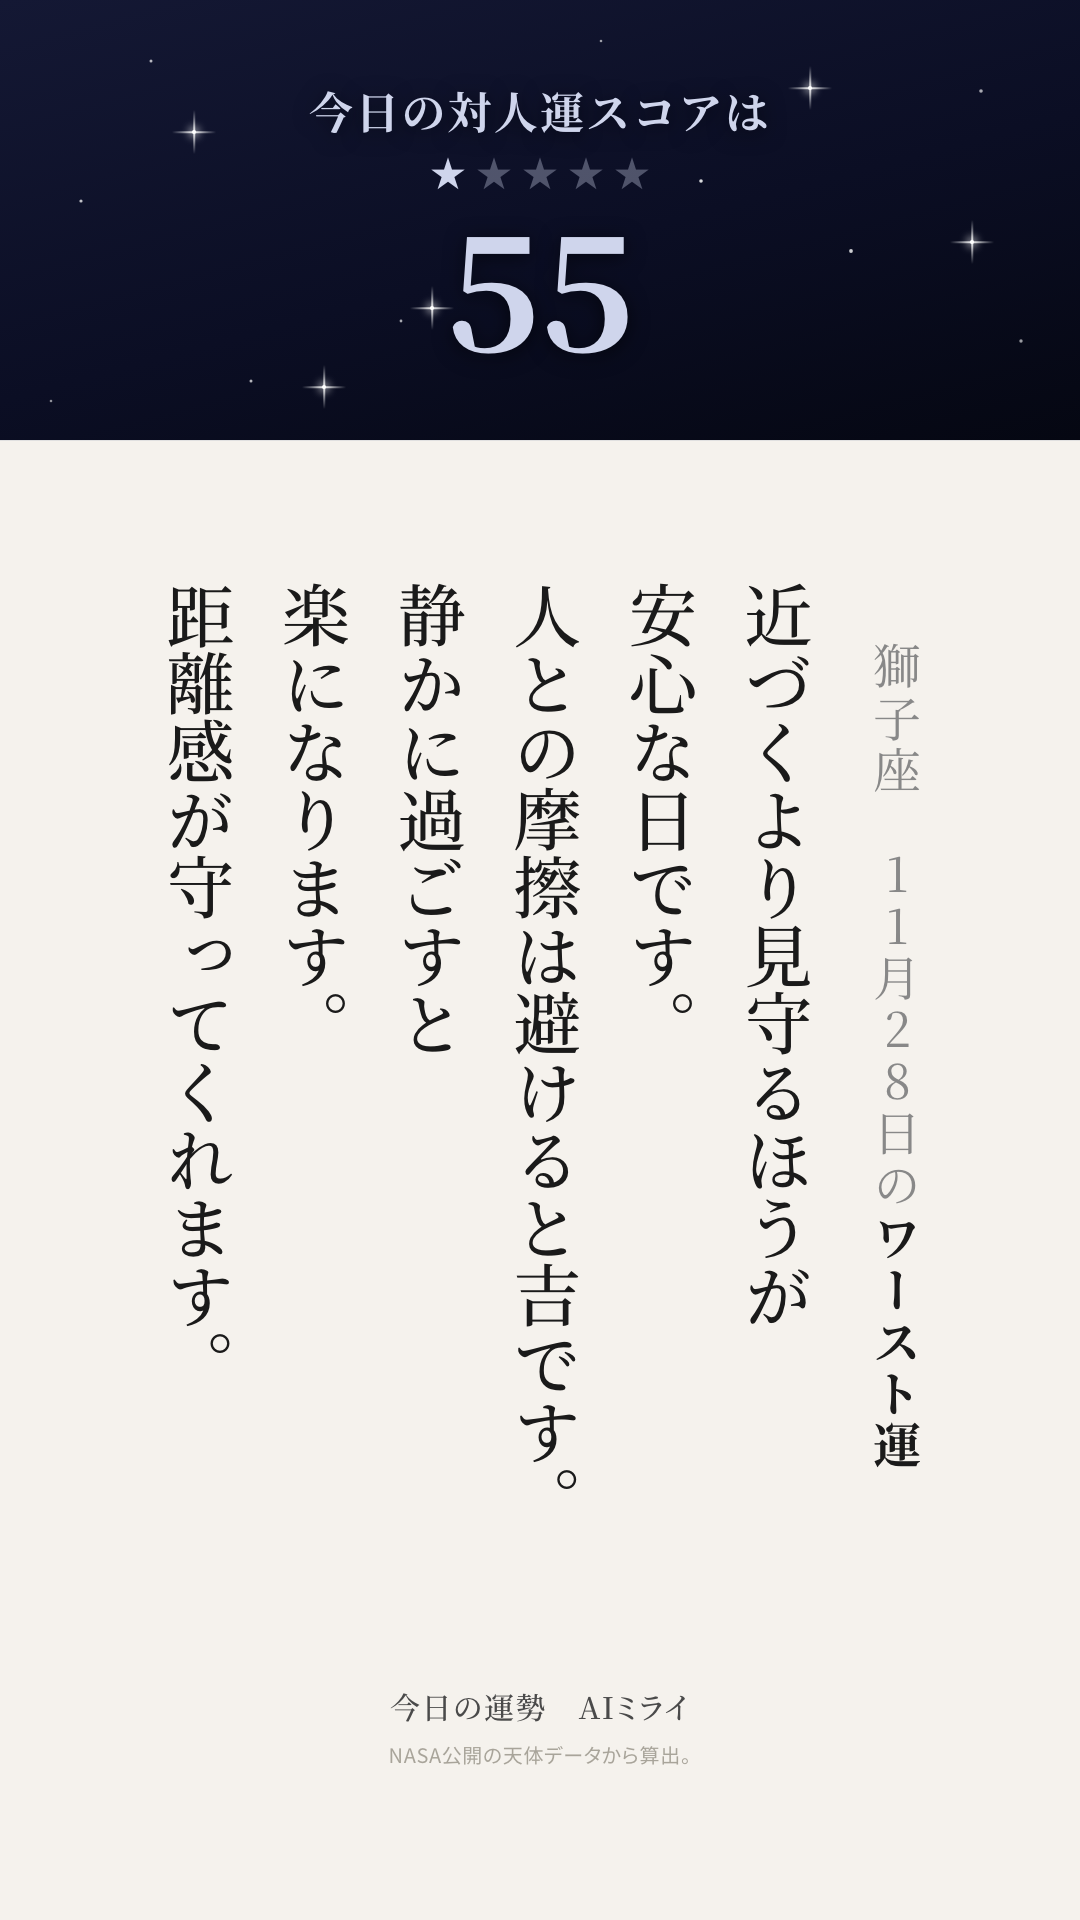 今日の対人運スコアは
★★★★★
55
獅子座　11月28日のワースト運
近づくより見守るほうが
安心な日です。
人との摩擦は避けると吉です。
静かに過ごすと
楽になります。
距離感が守ってくれます。
今日の運勢　AIミライ
NASA公開の天体データから算出。